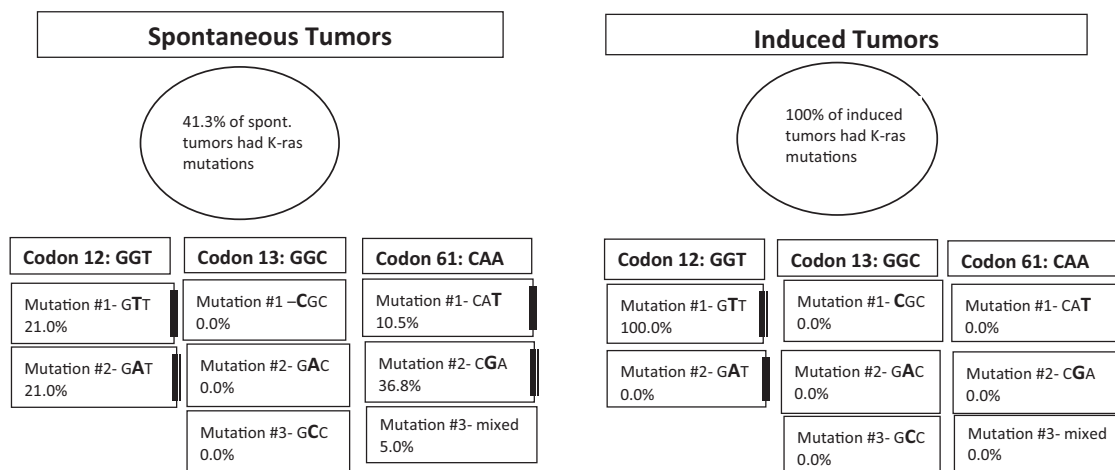 Spontaneous Tumors
41.3% of spont.
tumors had K-ras
mutations
Codon 12: GGT
Mutation #1- GTT
21.0%
Mutation #2- GAT
21.0%
Codon 13: GGC
Mutation #1 –CGC
0.0%
Mutation #2- GAC
0.0%
Mutation #3- GCC
0.0%
Codon 61: CAA
Mutation #1- CAT
10.5%
Mutation #2- CGA
36.8%
Mutation #3- mixed
5.0%
Induced Tumors
100% of induced
tumors had K-ras
mutations
Codon 12: GGT
Mutation #1- GTT
100.0%
Mutation #2- GAT
0.0%
Codon 13: GGC
Mutation #1- CGC
0.0%
Mutation #2- GAC
0.0%
Mutation #3- GCC
0.0%
Codon 61: CAA
Mutation #1- CAT
0.0%
Mutation #2- CGA
0.0%
Mutation #3- mixed
0.0%